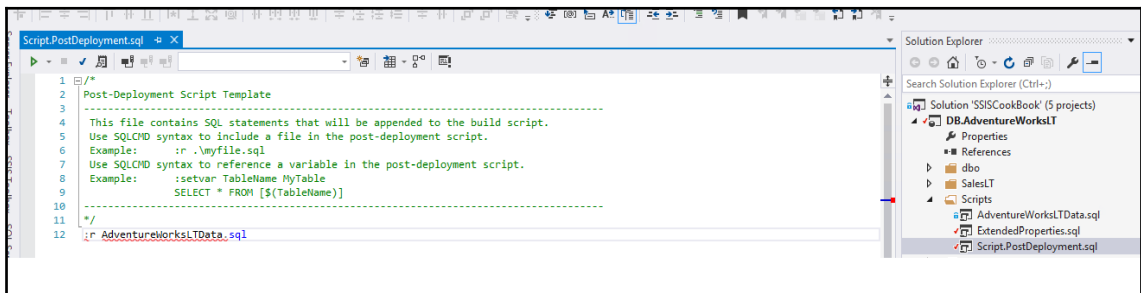 Script.PostDeployment.sql
1 /*
2 Post-Deployment Script Template
3 --------------------------------------------------------------------------------------
4 This file contains SQL statements that will be appended to the build script.
5 Use SQLCMD syntax to include a file in the post-deployment script.
6 Example: :r .\myfile.sql
7 Use SQLCMD syntax to reference a variable in the post-deployment script.
8 Example: :setvar TableName MyTable
9 SELECT * FROM [$(TableName)]
10 --------------------------------------------------------------------------------------
11 */
12 :r AdventureWorksLTData.sql
Solution Explorer
Search Solution Explorer (Ctrl+;)
Solution 'SSISCookBook' (5 projects)
DB.AdventureWorksLT
Properties
References
dbo
SalesLT
Scripts
AdventureWorksLTData.sql
ExtendedProperties.sql
Script.PostDeployment.sql